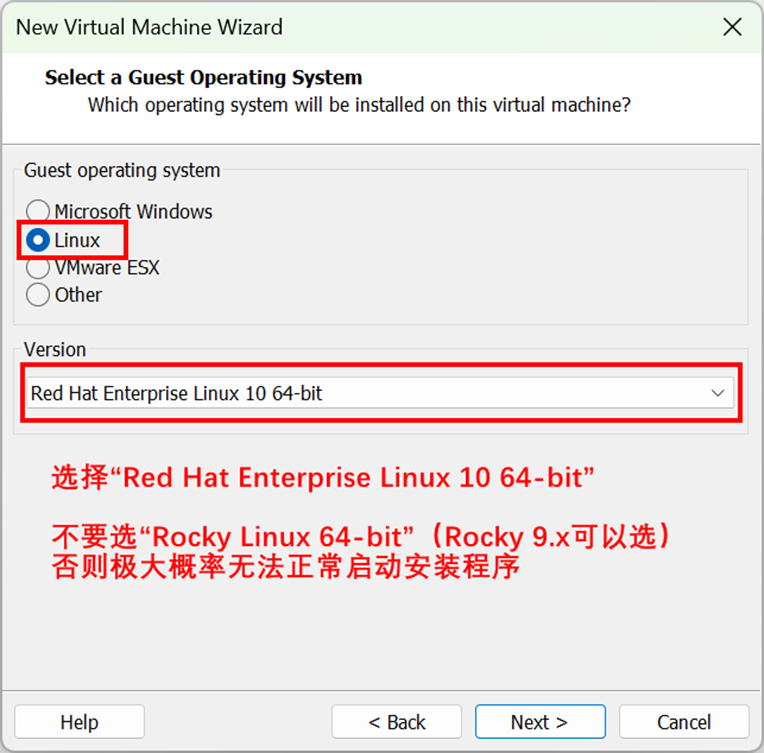 New Virtual Machine Wizard
Select a Guest Operating System
Which operating system will be installed on this virtual machine?
Guest operating system
Microsoft Windows
Linux
VMware ESX
Other
Version
Red Hat Enterprise Linux 10 64-bit
选择“Red Hat Enterprise Linux 10 64-bit”
不要选“Rocky Linux 64-bit”（Rocky 9.x可以选）
否则极大概率无法正常启动安装程序
Help
< Back
Next >
Cancel